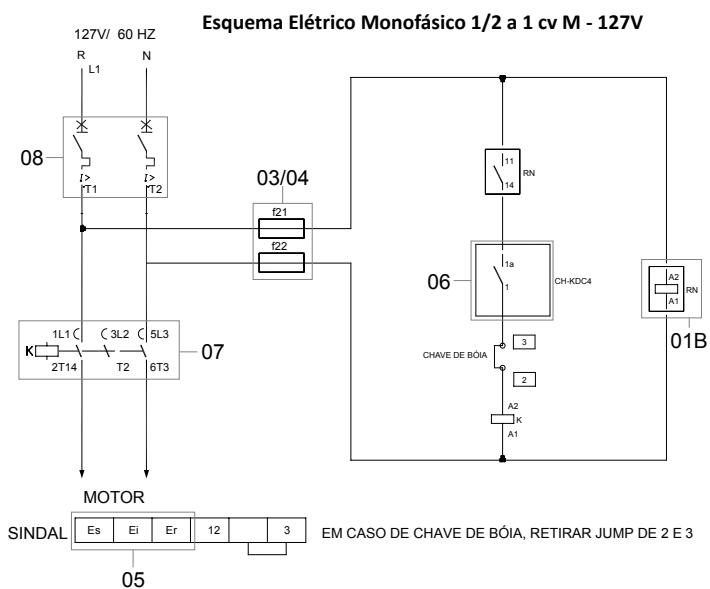 Esquema Elétrico Monofásico 1/2 a 1 cv M - 127V
127V/ 60 HZ
R
N
L1
08
I>
T1
I>
T2
03/04
f21
f22
11
14
RN
06
1a
1
CH-KDC4
A2
A1
RN
01B
CHAVE DE BÓIA
3
2
A2
K
A1
K
1L1
3L2
5L3
2T14
T2
6T3
07
MOTOR
SINDAL
Es
Ei
Er
12
3
EM CASO DE CHAVE DE BÓIA, RETIRAR JUMP DE 2 E 3
05